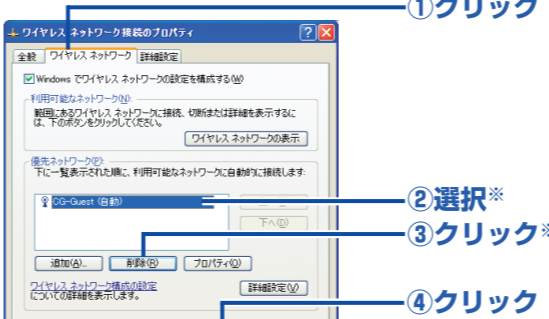 ①クリック
ワイヤレス ネットワーク接続のプロパティ
全般 ワイヤレス ネットワーク 詳細設定
Windows でワイヤレス ネットワークの設定を構成する(W)
利用可能なネットワーク(N):
範囲にあるワイヤレス ネットワークに接続、切断または詳細を表示するに
は、下のボタンをクリックしてください。
ワイヤレス ネットワークの表示
優先ネットワーク(P):
下に一覧表示された順に、利用可能なネットワークに自動的に接続します:
CG-Guest (自動)
②選択※
下へ(D)
③クリック※
追加(A)... 削除(R) プロパティ(O)
ワイヤレス ネットワーク構成の設定
についての詳細を表示します。
詳細設定(V)
④クリック